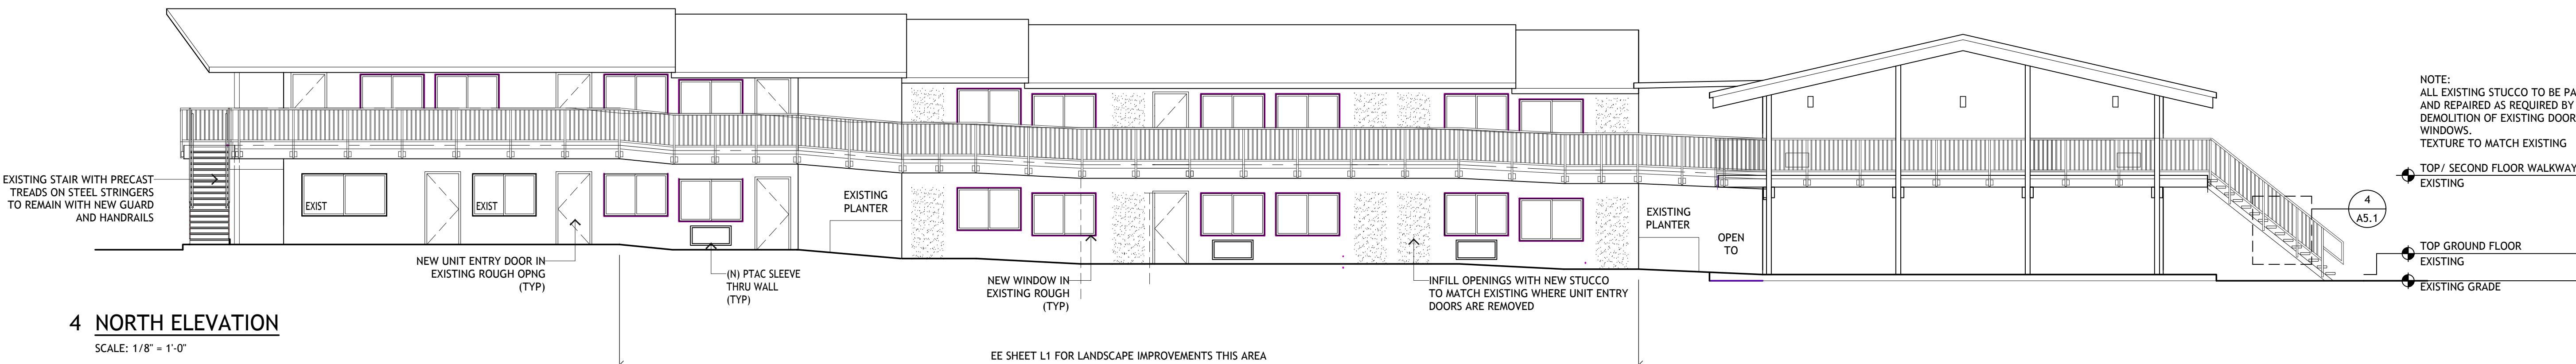 NOTE:
ALL EXISTING STUCCO TO BE PA
AND REPAIRED AS REQUIRED BY
DEMOLITION OF EXISTING DOOR
WINDOWS.
TEXTURE TO MATCH EXISTING
TOP/ SECOND FLOOR WALKWAY
EXISTING
EXISTING STAIR WITH PRECAST
TREADS ON STEEL STRINGERS
TO REMAIN WITH NEW GUARD
AND HANDRAILS
EXIST
EXIST
EXISTING
PLANTER
EXISTING
PLANTER
OPEN
TO
4
A5.1
TOP GROUND FLOOR
EXISTING
EXISTING GRADE
NEW UNIT ENTRY DOOR IN
EXISTING ROUGH OPNG
(TYP)
(N) PTAC SLEEVE
THRU WALL
(TYP)
NEW WINDOW IN
EXISTING ROUGH
(TYP)
INFILL OPENINGS WITH NEW STUCCO
TO MATCH EXISTING WHERE UNIT ENTRY
DOORS ARE REMOVED
4 NORTH ELEVATION
SCALE: 1/8" = 1'-0"
EE SHEET L1 FOR LANDSCAPE IMPROVEMENTS THIS AREA